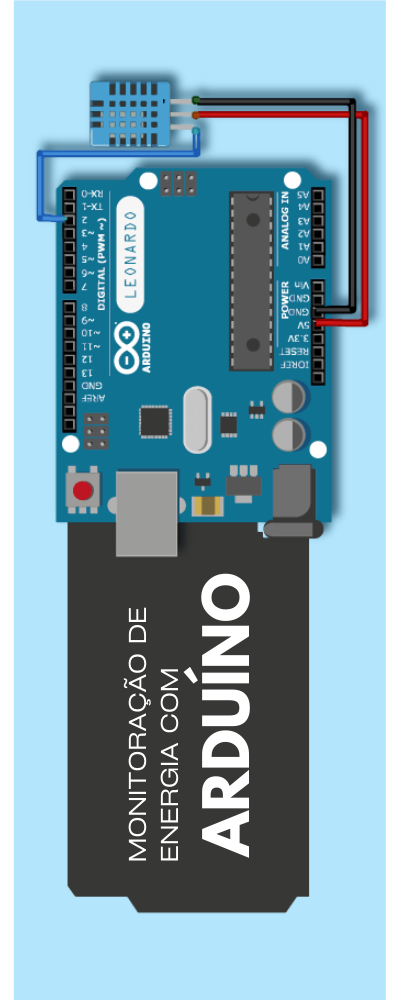 MONITORAÇÃO DE
ENERGIA COM
ARDUÍNO
LEONARDO
ARDUINO
DIGITAL (PWM ~)
RX-0
TX-1
2
~3
4
~5
~6
7
8
~9
~10
~11
12
13
GND
AREF
ANALOG IN
A5
A4
A3
A2
A1
A0
POWER
Vin
GND
GND
5V
3.3V
RESET
IOREF